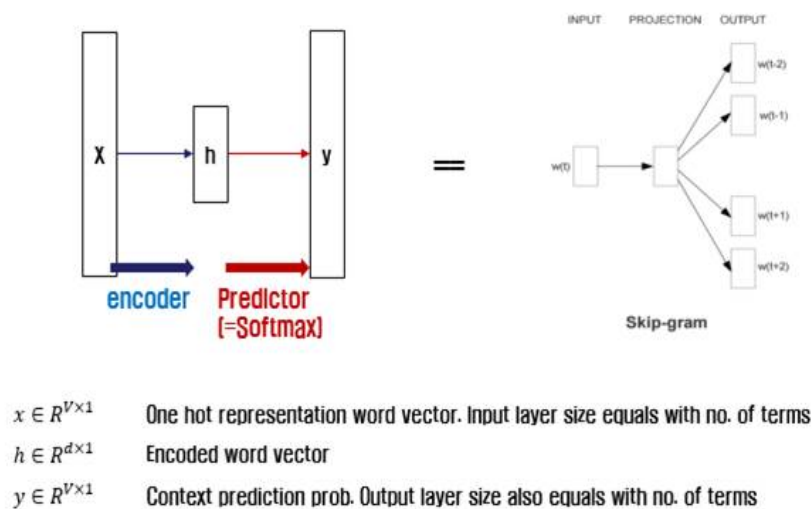 INPUT PROJECTION OUTPUT
w(t-2)
X h y
w(t-1)
=
w(t)
w(t+1)
w(t+2)
encoder Predictor
(=Softmax)
Skip-gram
x ∈ R^{V×1} One hot representation word vector. Input layer size equals with no. of terms
h ∈ R^{d×1} Encoded word vector
y ∈ R^{V×1} Context prediction prob. Output layer size also equals with no. of terms